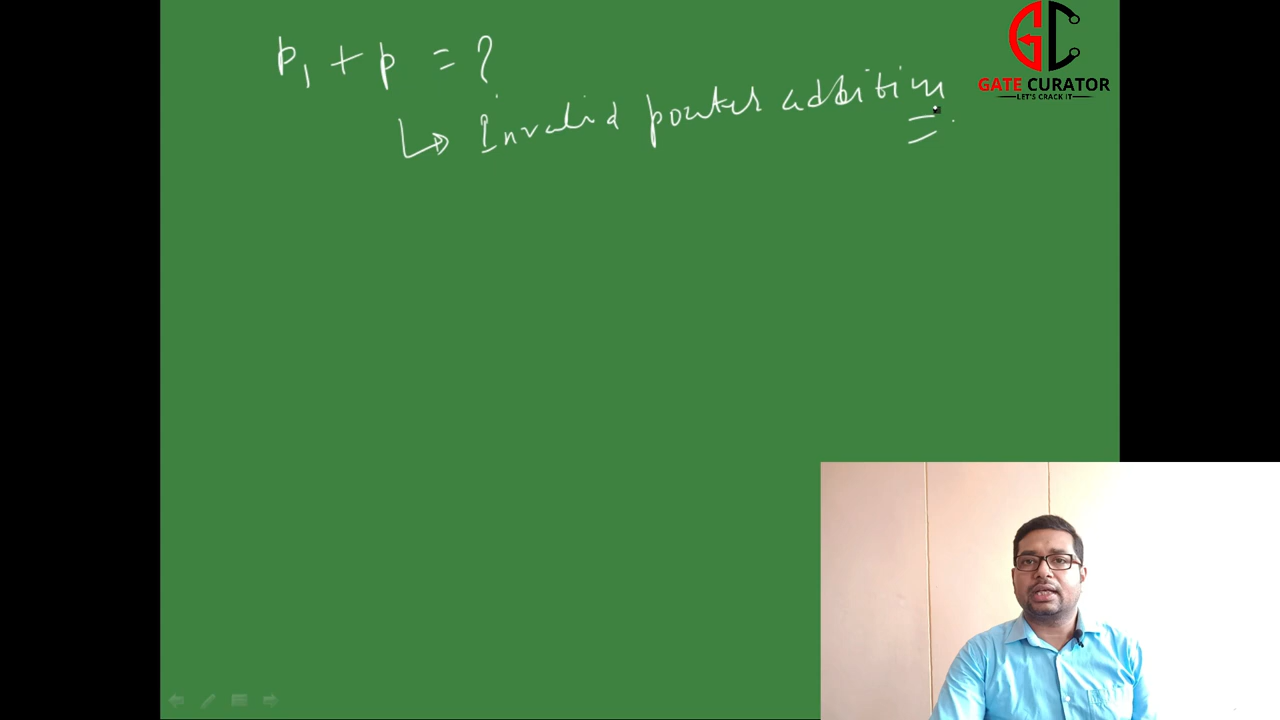 p₁ + p = ?
↳ Invalid pointer addition
GATE CURATOR
LET'S CRACK IT